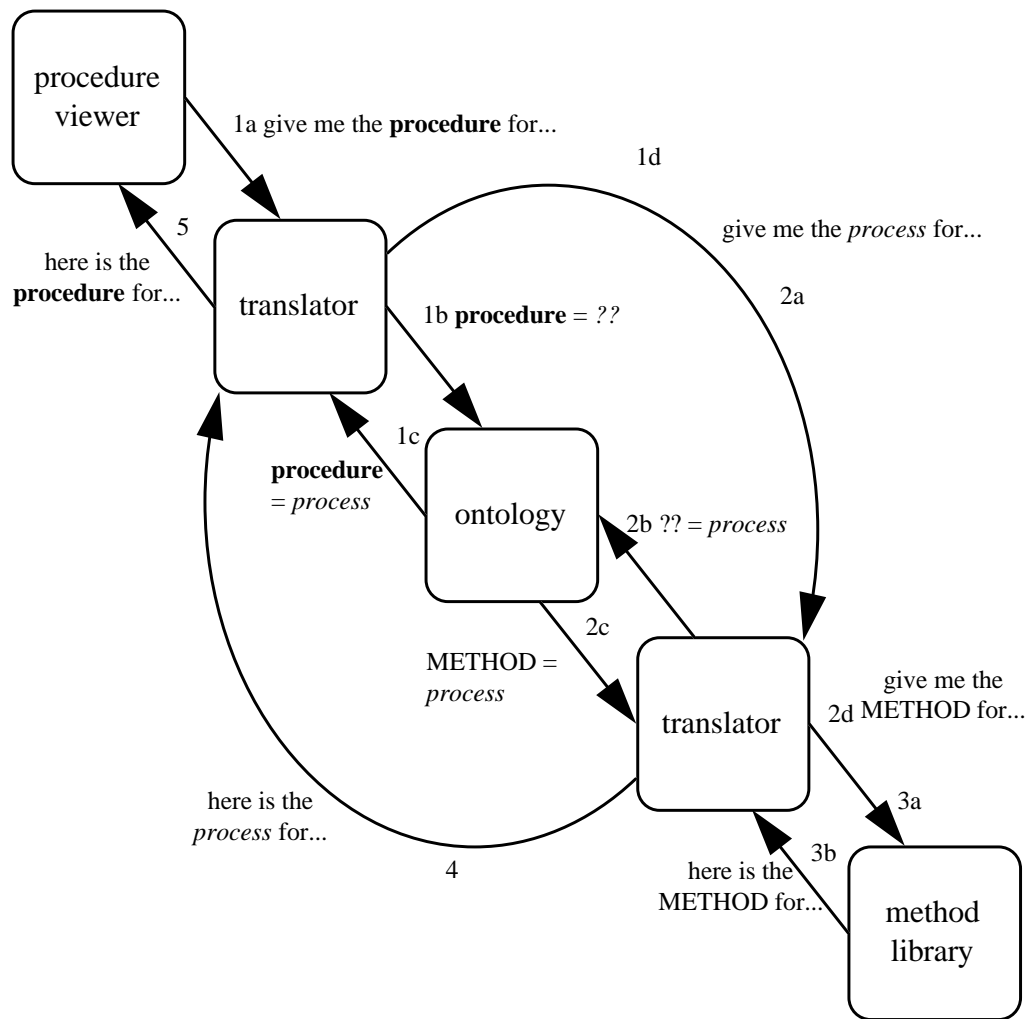 procedure
viewer
1a give me the procedure for...
1d
5
give me the process for...
here is the
procedure for...
translator
2a
1b procedure = ??
1c
procedure
= process
ontology
2b ?? = process
2c
METHOD =
process
give me the
METHOD for...
2d
translator
here is the
process for...
3a
4
3b
here is the
METHOD for...
method
library